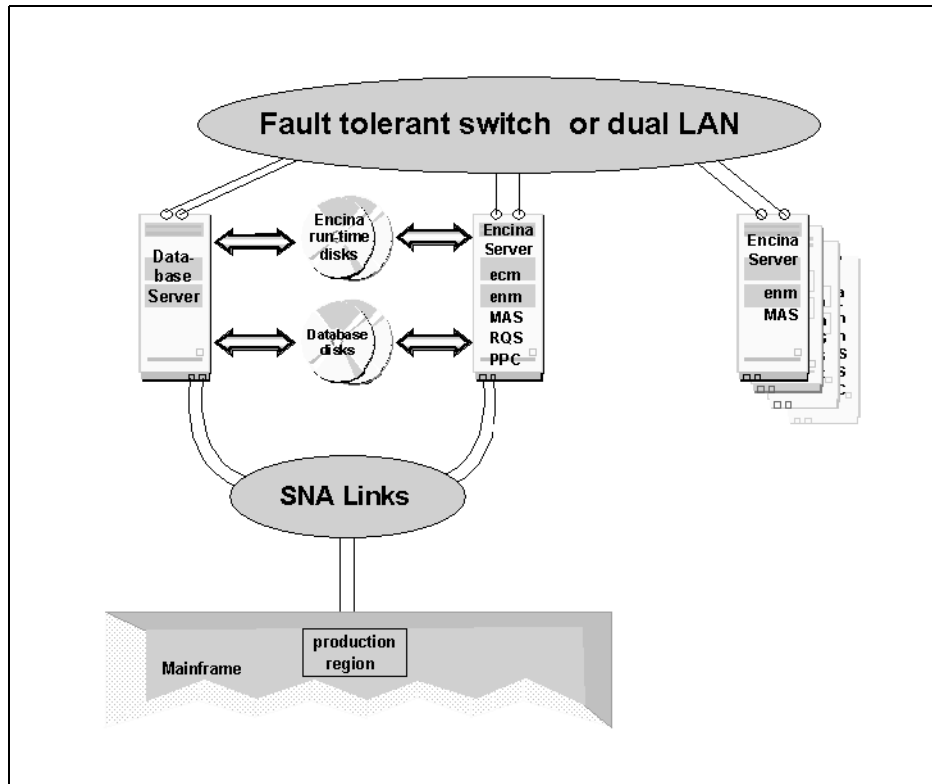 Fault tolerant switch or dual LAN
Data-
base
Server
Encina
run-time
disks
Database
disks
Encina
Server
ecm
enm
MAS
RQS
PPC
Encina
Server
enm
MAS
SNA Links
production
region
Mainframe